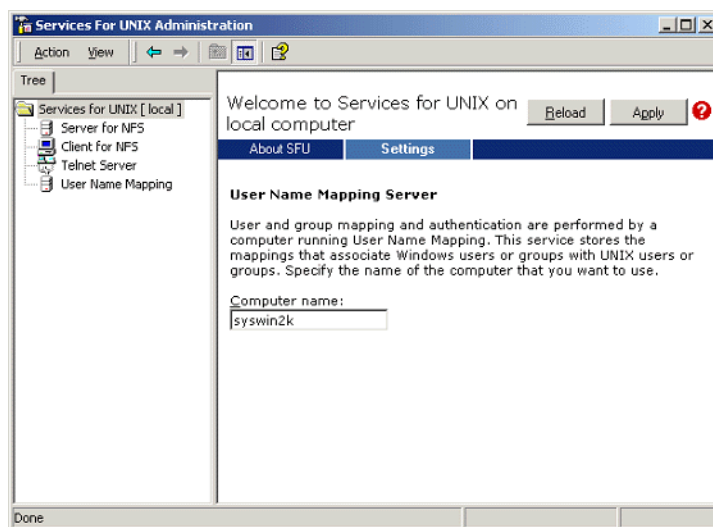 Services For UNIX Administration
Action View
Tree
Services for UNIX [ local ]
Server for NFS
Client for NFS
Telnet Server
User Name Mapping
Welcome to Services for UNIX on
local computer
Reload
Apply
About SFU
Settings
User Name Mapping Server
User and group mapping and authentication are performed by a
computer running User Name Mapping. This service stores the
mappings that associate Windows users or groups with UNIX users or
groups. Specify the name of the computer that you want to use.
Computer name:
syswin2k
Done